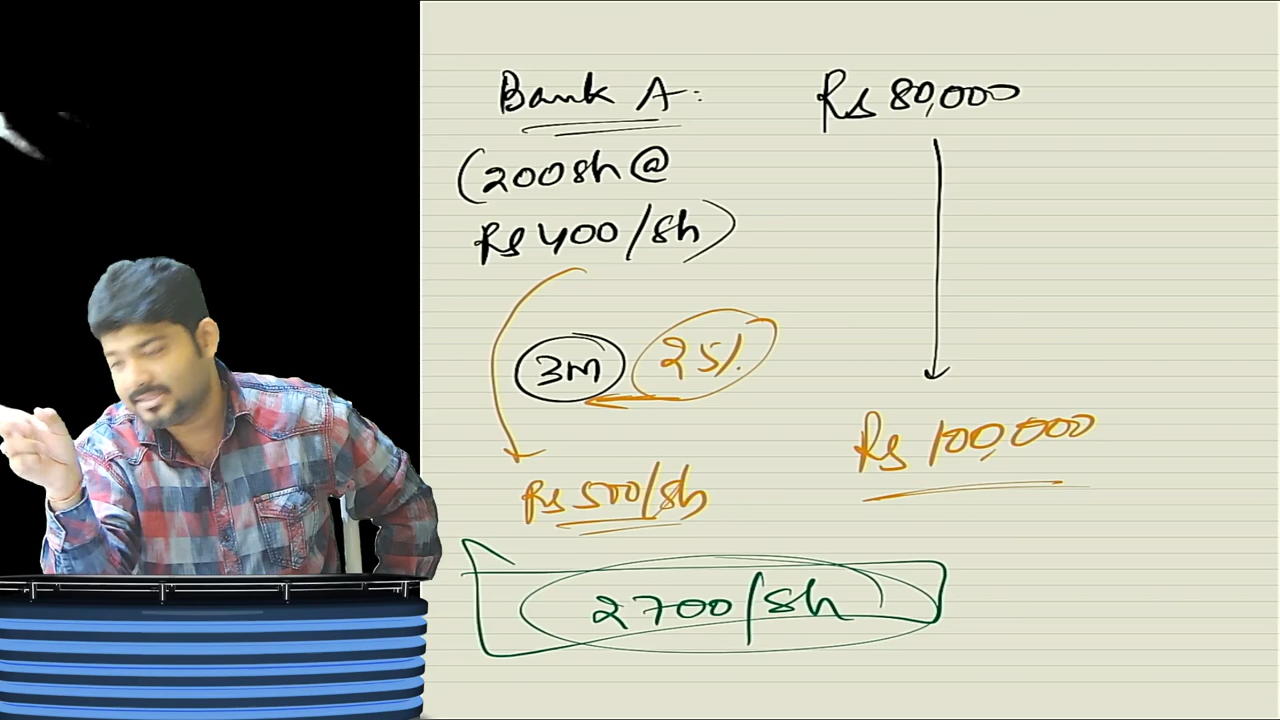 Bank A:
Rs 80,000
(200sh @
Rs 400/sh)
3m
25%
Rs 100,000
Rs 500/sh
2700/sh